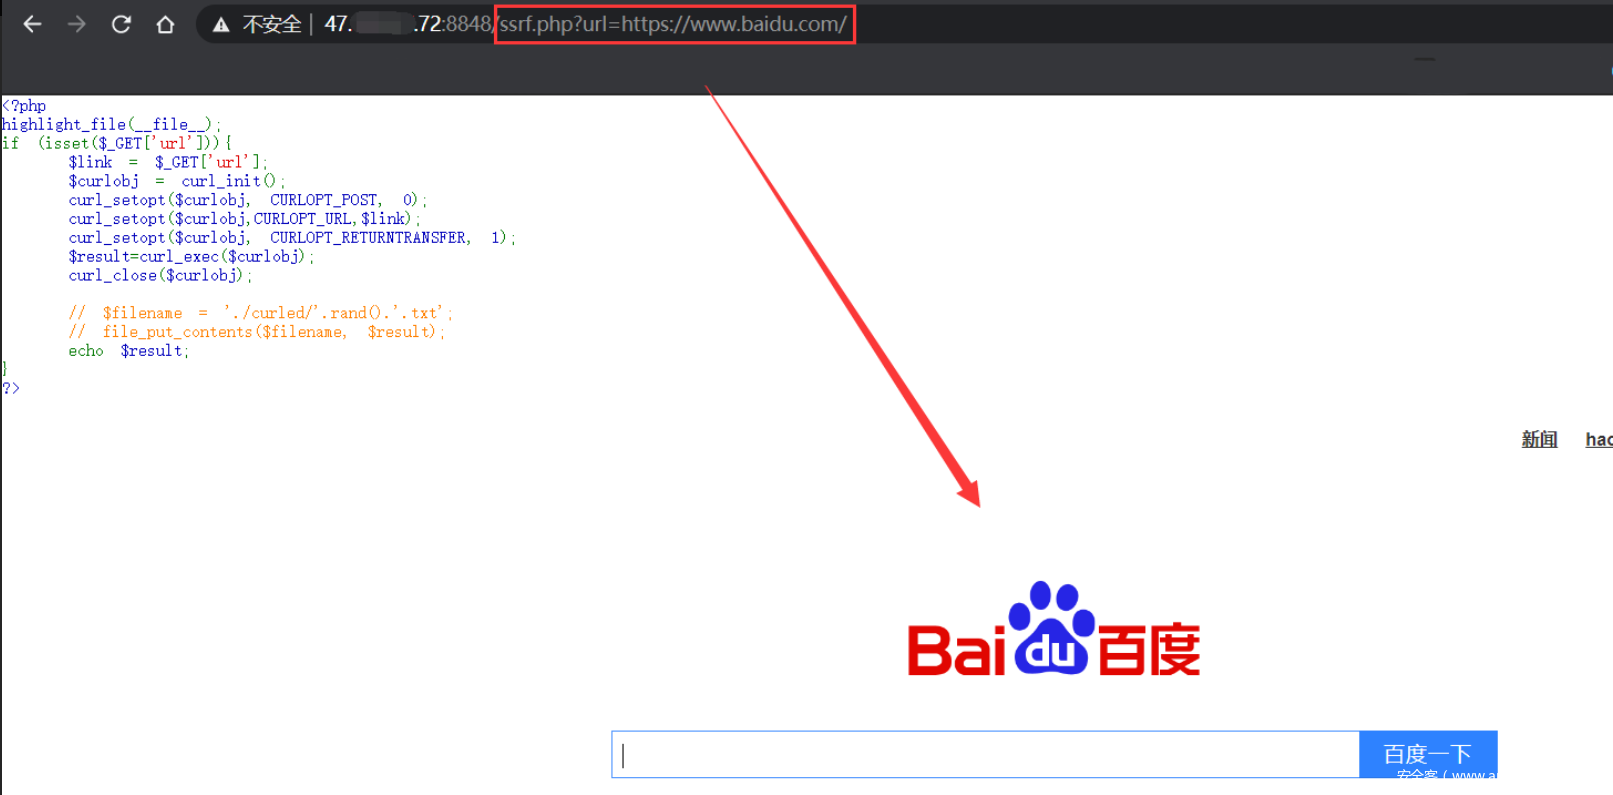 不安全 | 47. .72:8848/ssrf.php?url=https://www.baidu.com/
<?php
highlight_file(__file__);
if (isset($_GET['url'])){
$link = $_GET['url'];
$curlobj = curl_init();
curl_setopt($curlobj, CURLOPT_POST, 0);
curl_setopt($curlobj,CURLOPT_URL,$link);
curl_setopt($curlobj, CURLOPT_RETURNTRANSFER, 1);
$result=curl_exec($curlobj);
curl_close($curlobj);
// $filename = './curled/'.rand().'.txt';
// file_put_contents($filename, $result);
echo $result;
}
?>
新闻 hao
Bai du 百度
百度一下
安全客 ( www.a